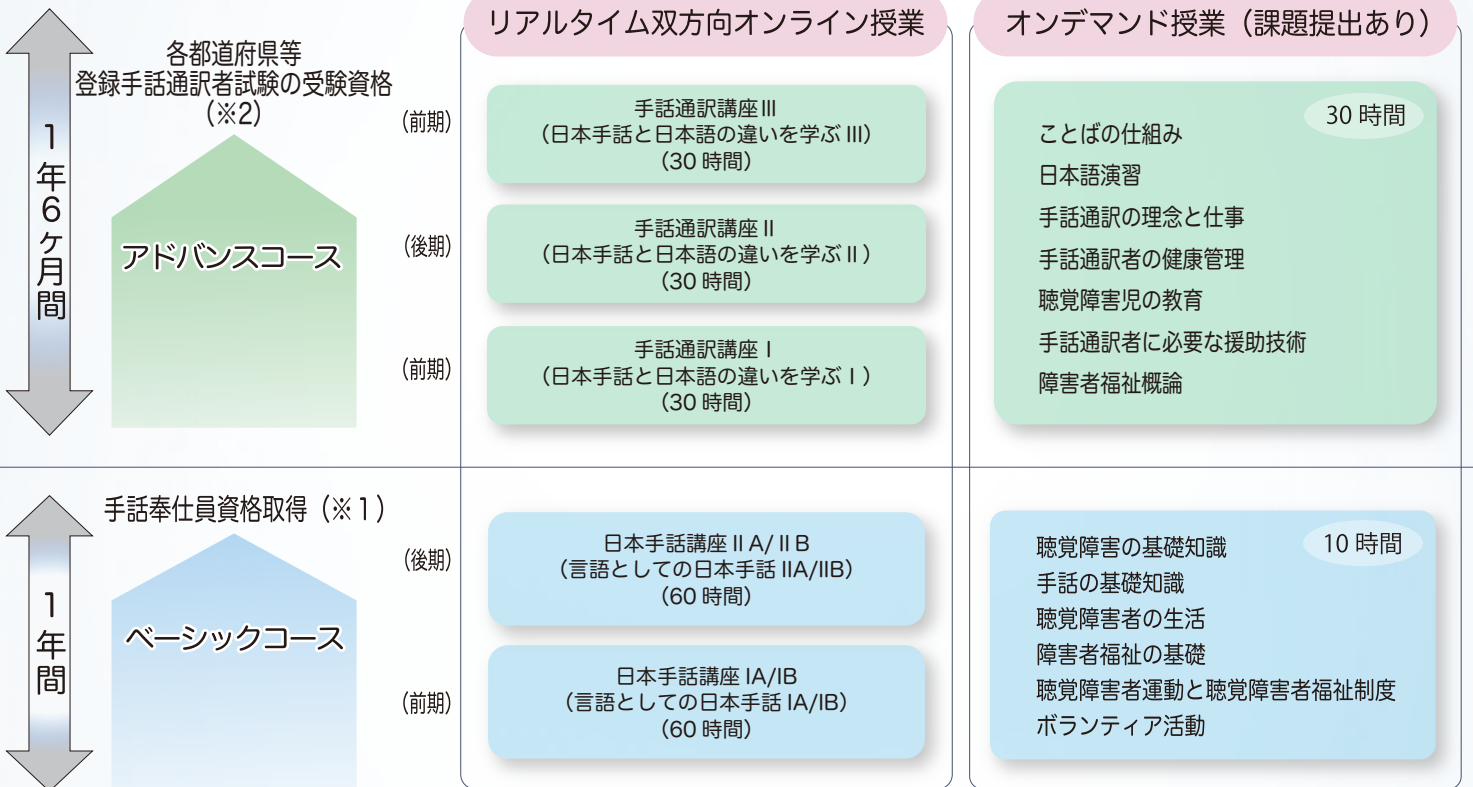 リアルタイム双方向オンライン授業
オンデマンド授業（課題提出あり）
1年6ヶ月間
各都道府県等
登録手話通訳者試験の受験資格
（※2）
アドバンスコース
（前期）
手話通訳講座 III
（日本手話と日本語の違いを学ぶ III）
（30 時間）
（後期）
手話通訳講座 II
（日本手話と日本語の違いを学ぶ II）
（30 時間）
（前期）
手話通訳講座 I
（日本手話と日本語の違いを学ぶ I）
（30 時間）
30 時間
ことばの仕組み
日本語演習
手話通訳の理念と仕事
手話通訳者の健康管理
聴覚障害児の教育
手話通訳者に必要な援助技術
障害者福祉概論
1年間
手話奉仕員資格取得（※1）
ベーシックコース
（後期）
日本手話講座 II A/ II B
（言語としての日本手話 IIA/IIB）
（60 時間）
（前期）
日本手話講座 IA/IB
（言語としての日本手話 IA/IB）
（60 時間）
10 時間
聴覚障害の基礎知識
手話の基礎知識
聴覚障害者の生活
障害者福祉の基礎
聴覚障害者運動と聴覚障害者福祉制度
ボランティア活動